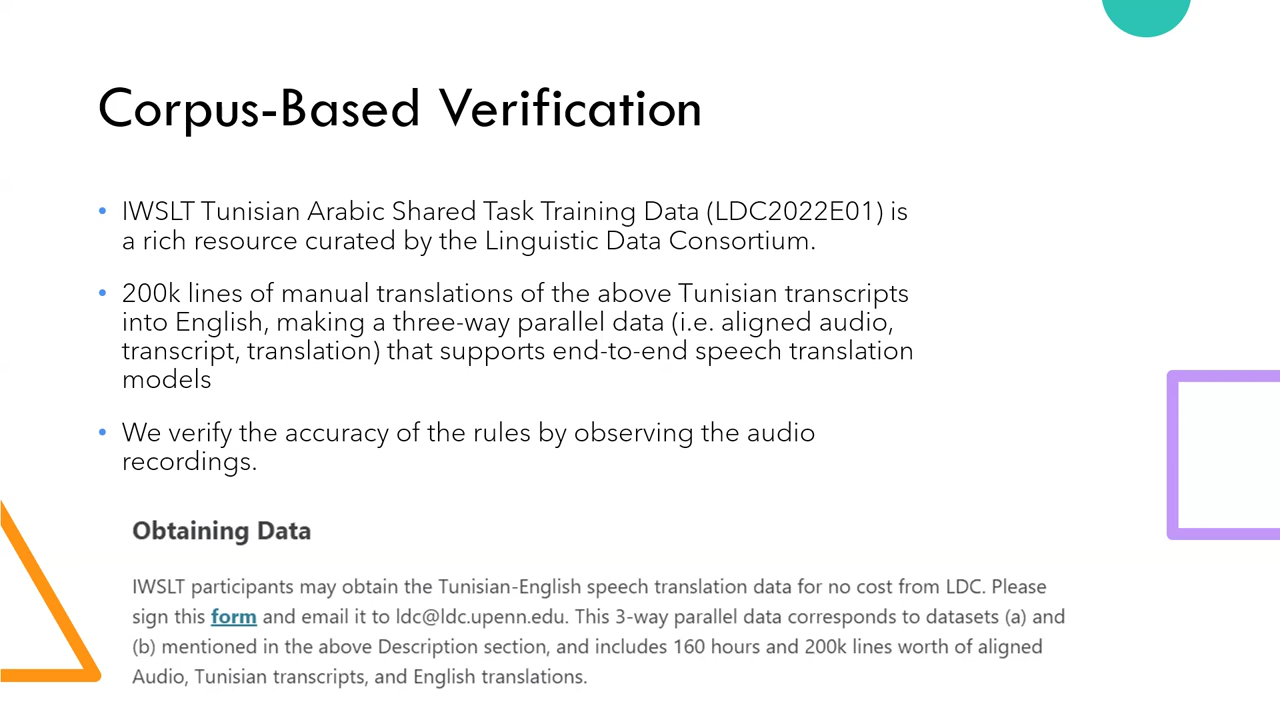 Corpus-Based Verification
• IWSLT Tunisian Arabic Shared Task Training Data (LDC2022E01) is
a rich resource curated by the Linguistic Data Consortium.
• 200k lines of manual translations of the above Tunisian transcripts
into English, making a three-way parallel data (i.e. aligned audio,
transcript, translation) that supports end-to-end speech translation
models
• We verify the accuracy of the rules by observing the audio
recordings.
Obtaining Data
IWSLT participants may obtain the Tunisian-English speech translation data for no cost from LDC. Please
sign this form and email it to ldc@ldc.upenn.edu. This 3-way parallel data corresponds to datasets (a) and
(b) mentioned in the above Description section, and includes 160 hours and 200k lines worth of aligned
Audio, Tunisian transcripts, and English translations.